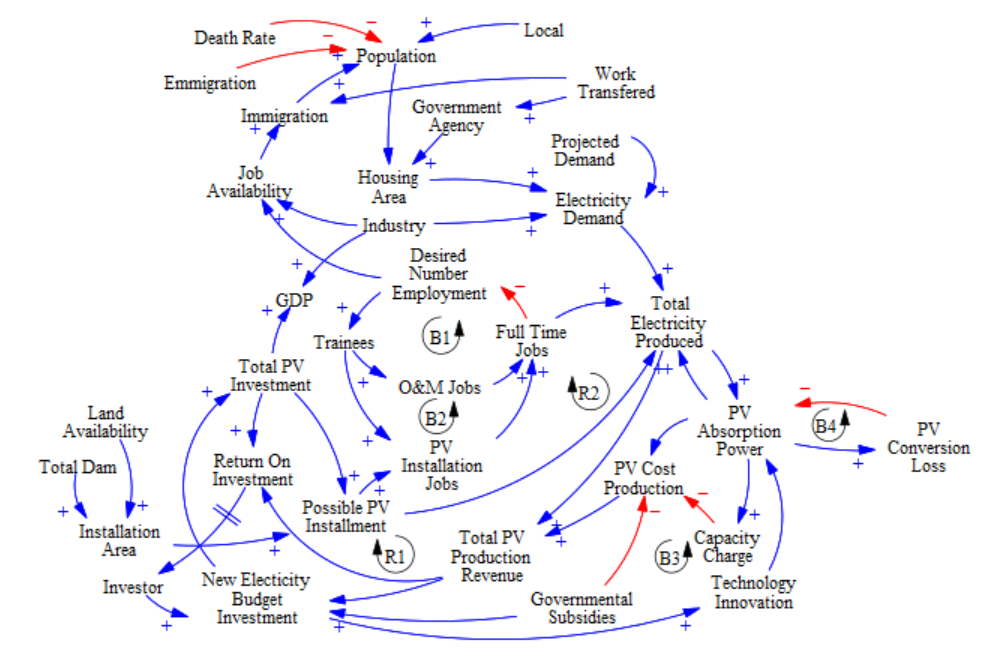 Death Rate
Local
Population
Emmigration
Work
Transfered
Immigration
Government
Agency
Projected
Demand
Job
Availability
Housing
Area
Electricity
Demand
Industry
Desired
Number
Employment
GDP
Total
Electricity
Produced
Trainees
B1
Full Time
Jobs
Total PV
Investment
O&M Jobs
R2
B2
Land
Availability
PV
Absorption
Power
B4
PV
Conversion
Loss
Total Dam
Return On
Investment
PV
Installation
Jobs
PV Cost
Production
Possible PV
Installment
Installation
Area
R1
Total PV
Production
Revenue
B3
Capacity
Charge
Investor
New Electicity
Budget
Investment
Governmental
Subsidies
Technology
Innovation